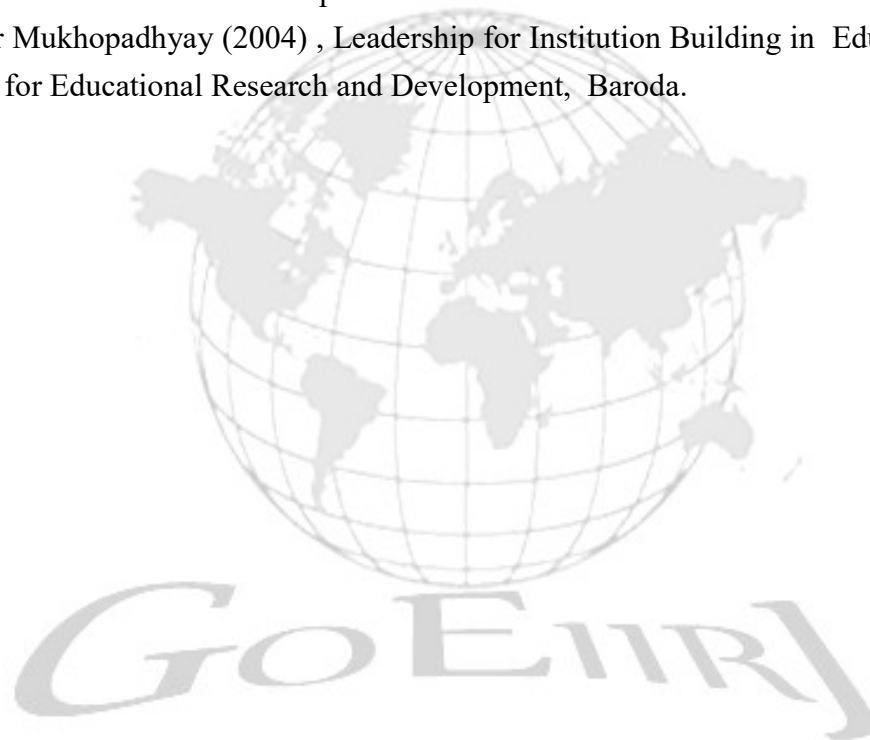 r Mukhopadhyay (2004) , Leadership for Institution Building in Edu
for Educational Research and Development, Baroda.
GOEIIRJ